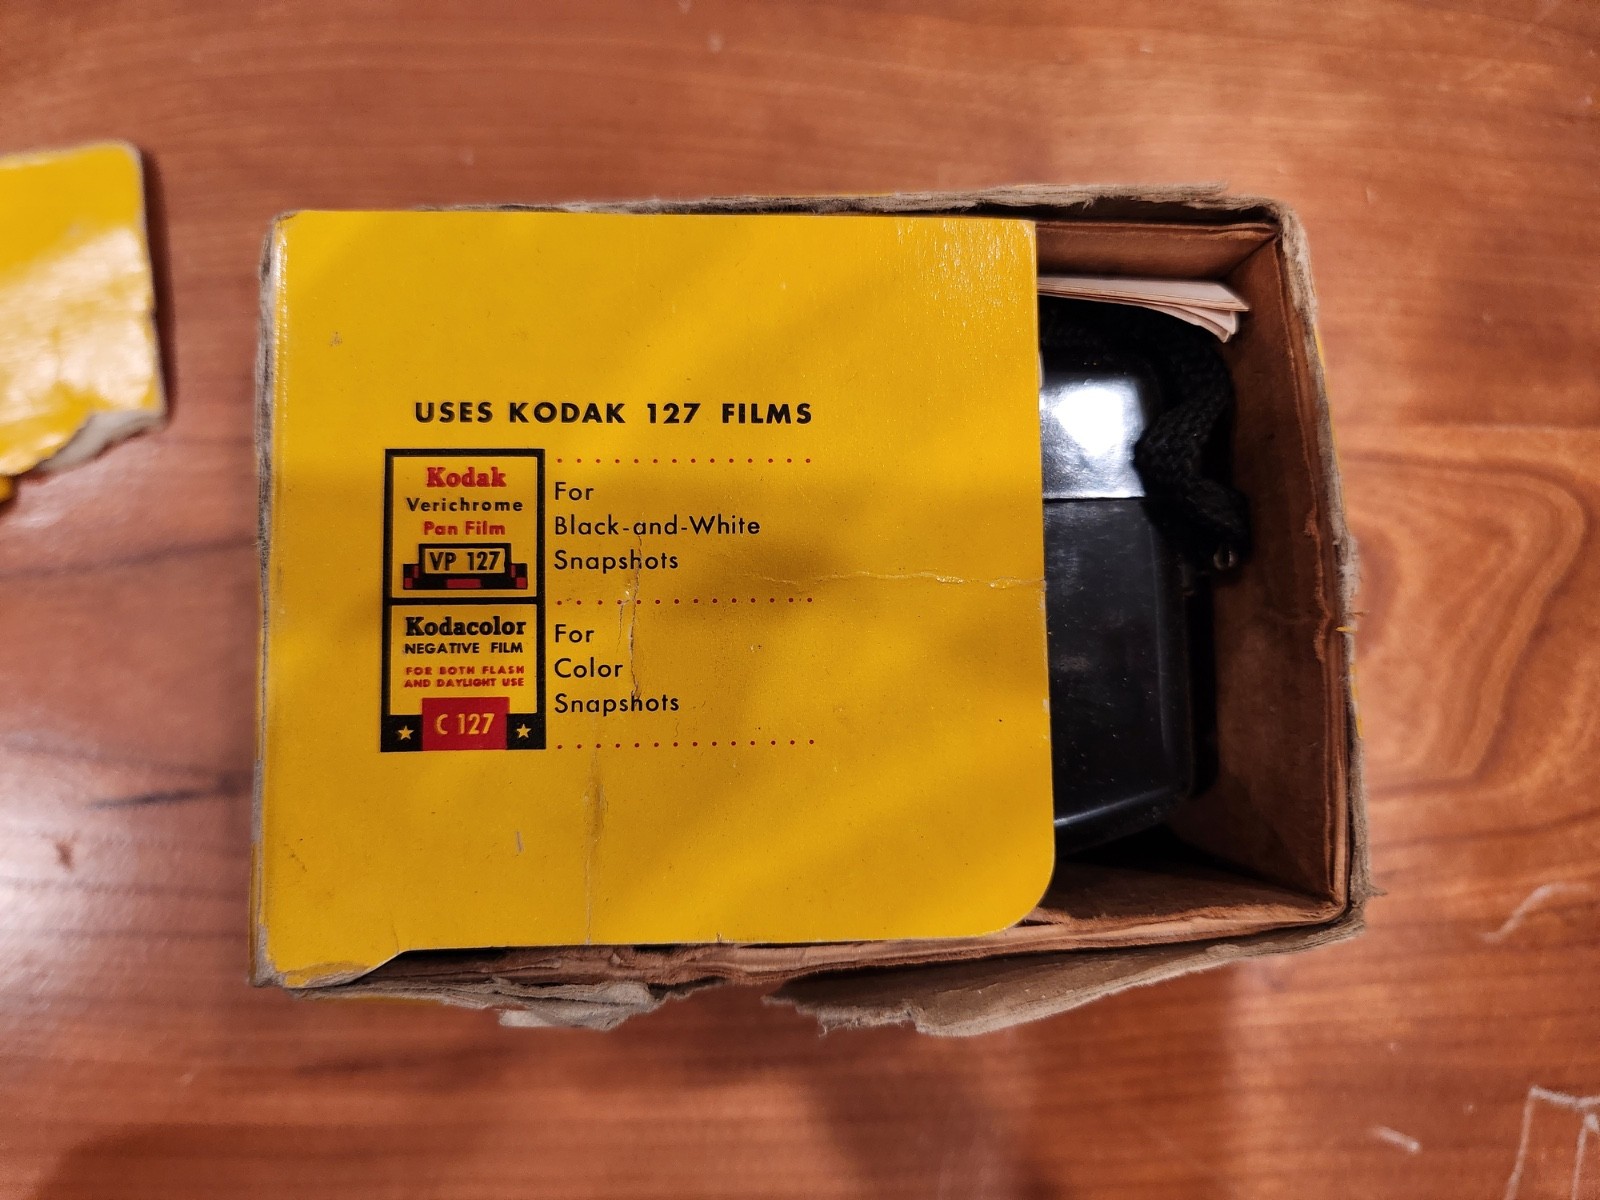 USES KODAK 127 FILMS
Kodak
Verichrome
Pan Film
VP 127
For
Black-and-White
Snapshots
Kodacolor
NEGATIVE FILM
FOR BOTH FLASH
AND DAYLIGHT USE
C 127
For
Color
Snapshots